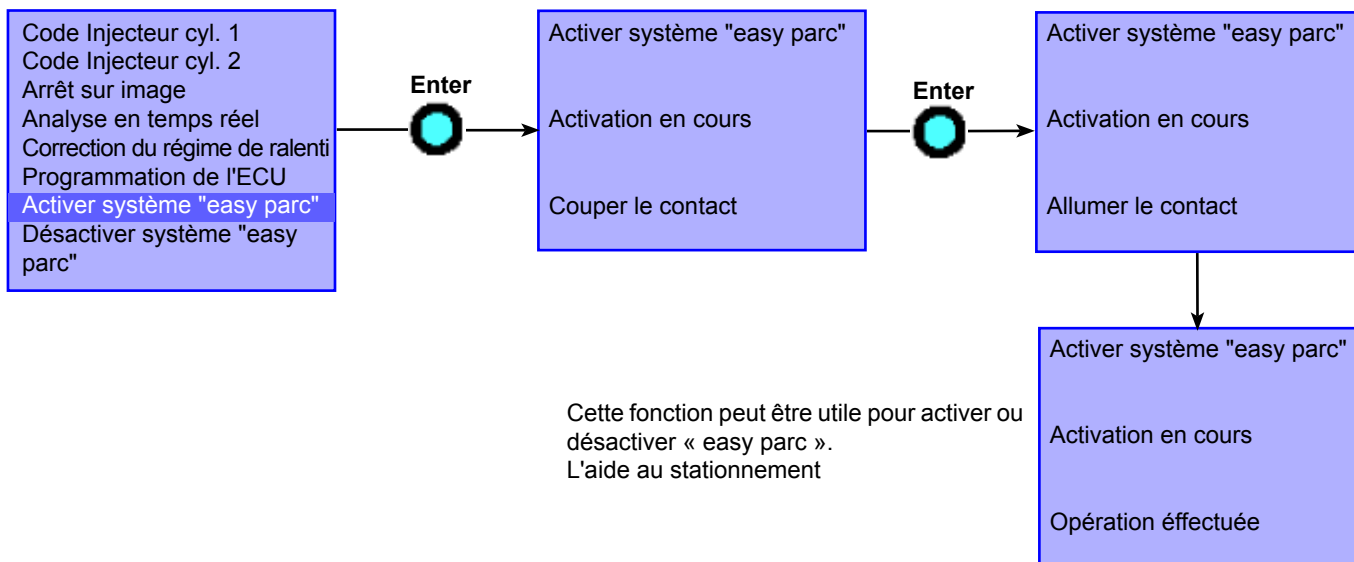 Code Injecteur cyl. 1
Code Injecteur cyl. 2
Arrêt sur image
Analyse en temps réel
Correction du régime de ralenti
Programmation de l'ECU
Activer système "easy parc"
Désactiver système "easy
parc"
Enter
Activer système "easy parc"
Activation en cours
Couper le contact
Enter
Activer système "easy parc"
Activation en cours
Allumer le contact
Activer système "easy parc"
Activation en cours
Opération éffectuée
Cette fonction peut être utile pour activer ou
désactiver « easy parc ».
L'aide au stationnement